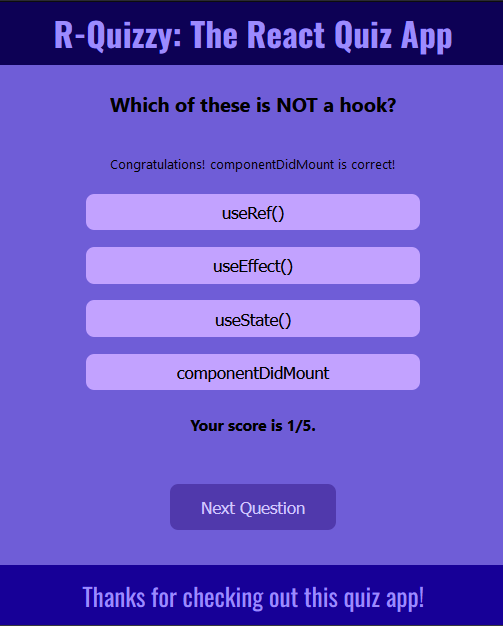 R-Quizzy: The React Quiz App
Which of these is NOT a hook?
Congratulations! componentDidMount is correct!
useRef()
useEffect()
useState()
componentDidMount
Your score is 1/5.
Next Question
Thanks for checking out this quiz app!